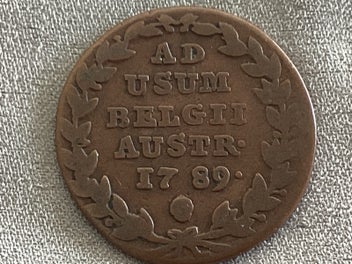 AD
USUM
BELGII
AUSTR·
17 89·